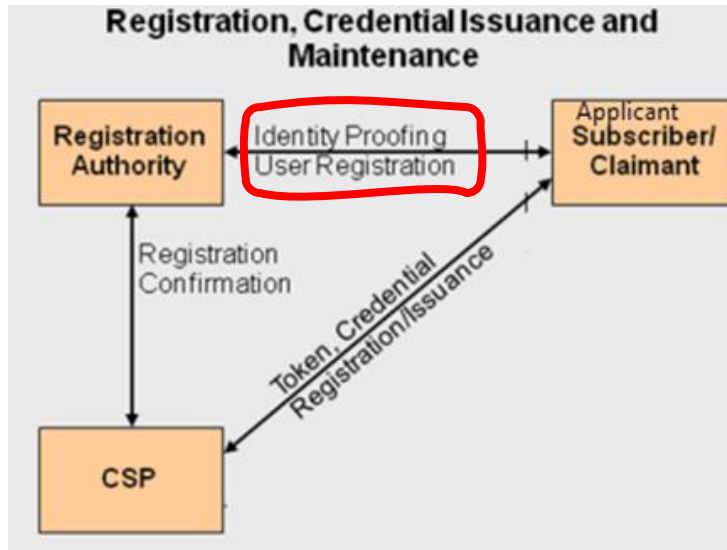 Registration, Credential Issuance and
Maintenance
Registration
Authority
Identity Proofing
User Registration
Applicant
Subscriber/
Claimant
Registration
Confirmation
Token, Credential
Registration/Issuance
CSP